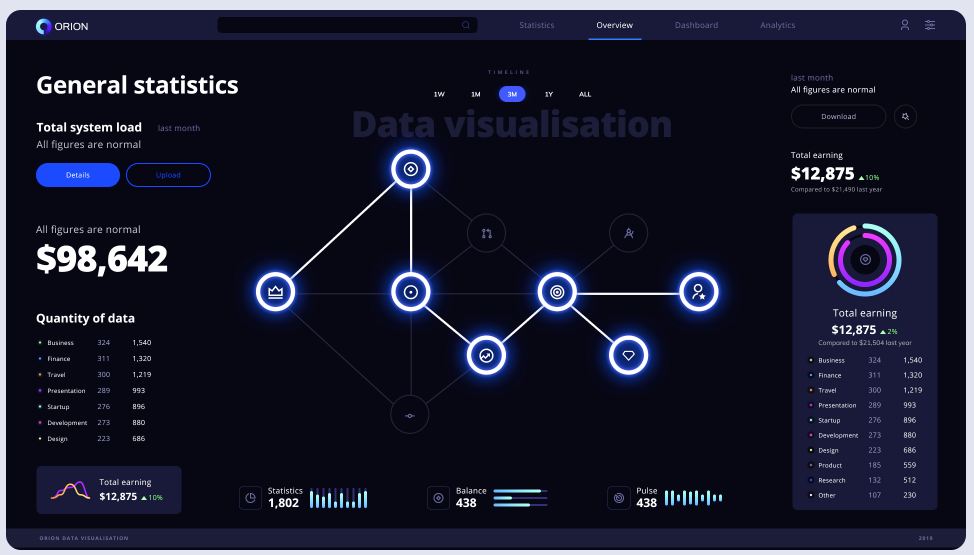 ORION
Statistics
Overview
Dashboard
Analytics
General statistics
Total system load last month
All figures are normal
Details
Upload
All figures are normal
$98,642
Quantity of data
Business 324 1,540
Finance 311 1,320
Travel 300 1,219
Presentation 289 993
Startup 276 896
Development 273 880
Design 223 686
Total earning
$12,875 10%
TIMELINE
1W 1M 3M 1Y ALL
Data visualisation
Statistics
1,802
Balance
438
Pulse
438
last month
All figures are normal
Download
Total earning
$12,875 10%
Compared to $21,490 last year
Total earning
$12,875 2%
Compared to $21,504 last year
Business 324 1,540
Finance 311 1,320
Travel 300 1,219
Presentation 289 993
Startup 276 896
Development 273 880
Design 223 686
Product 185 559
Research 132 512
Other 107 230
ORION DATA VISUALISATION
2019